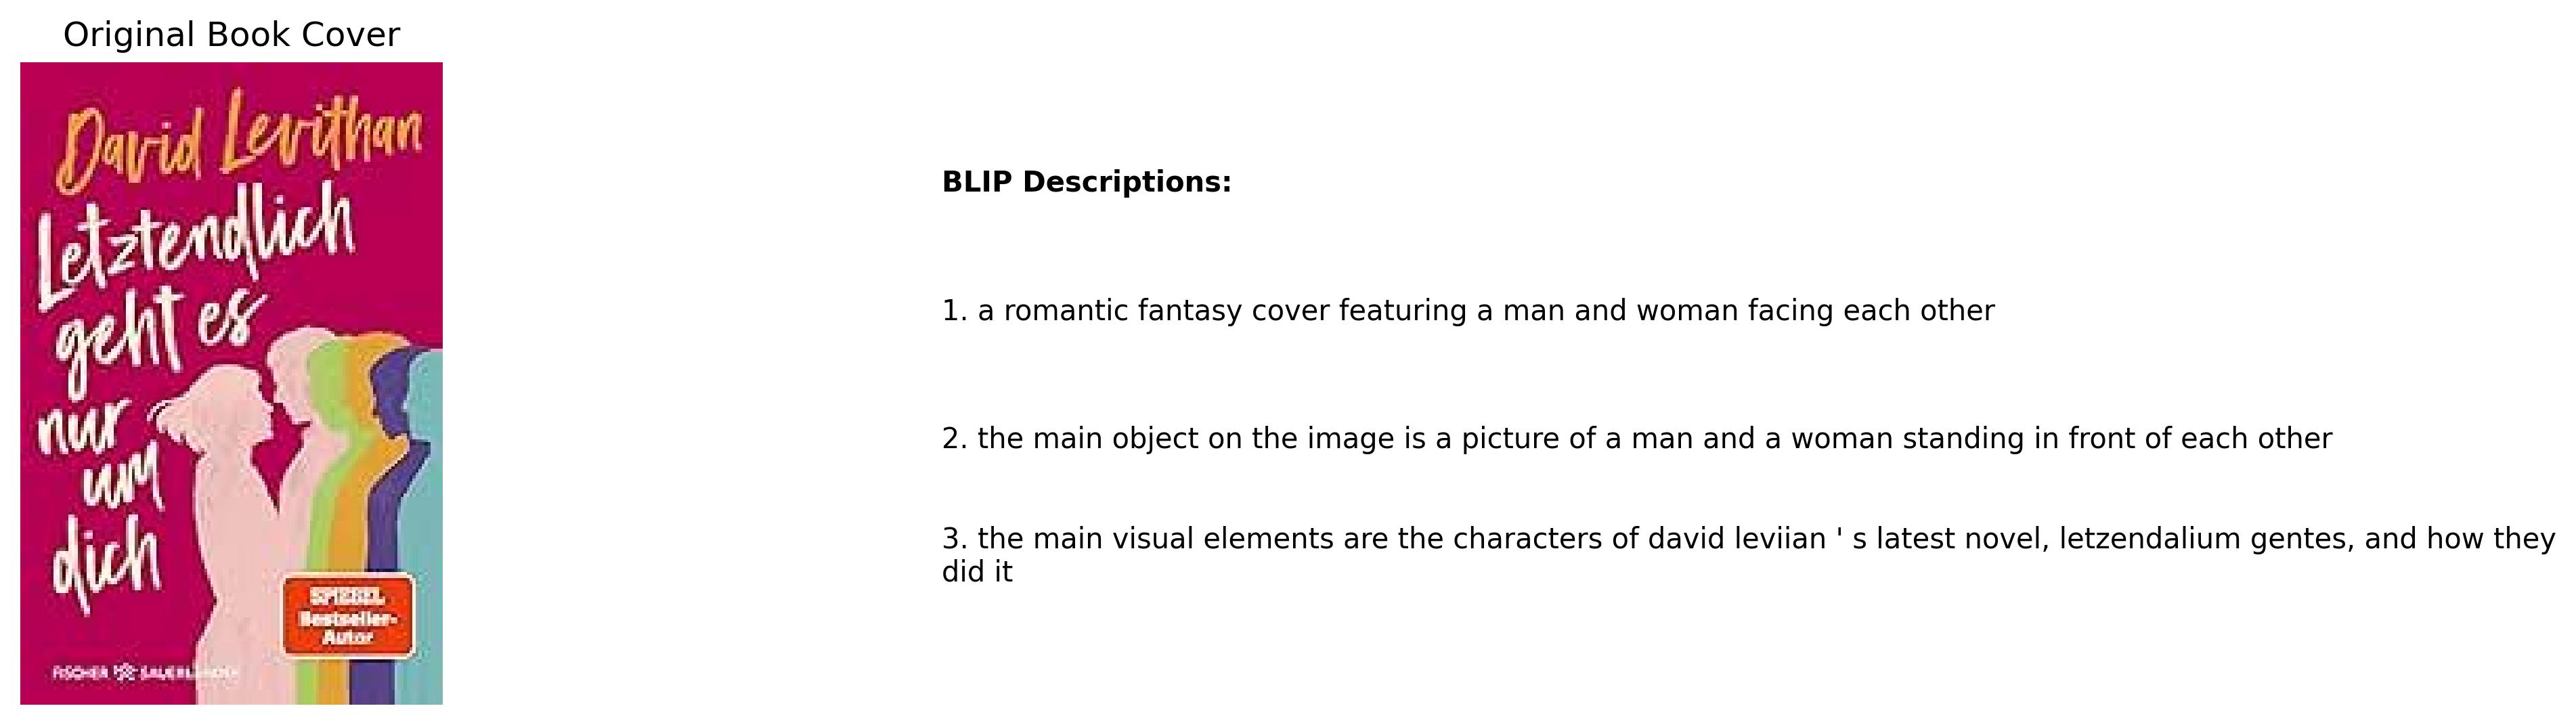 Original Book Cover
David Levithan
Letztendlich
geht es
nur
um
dich
SPIEGEL
Bestseller-
Autor
FISCHER SAUERLÄNDER
BLIP Descriptions:
1. a romantic fantasy cover featuring a man and woman facing each other
2. the main object on the image is a picture of a man and a woman standing in front of each other
3. the main visual elements are the characters of david leviian ' s latest novel, letzendalium gentes, and how they
did it